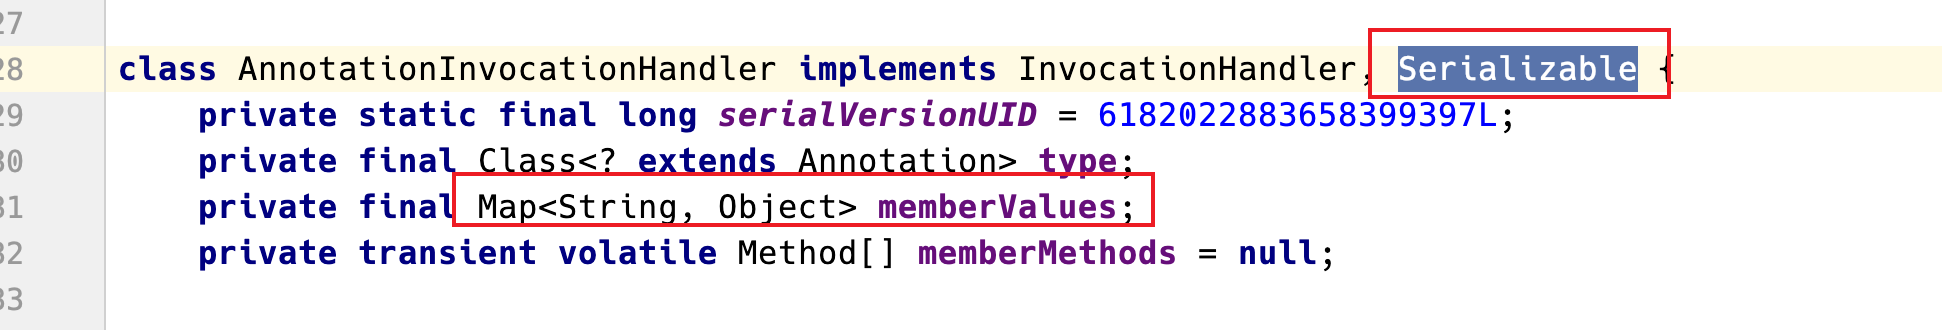 27
28 class AnnotationInvocationHandler implements InvocationHandler, Serializable {
29 private static final long serialVersionUID = 6182022883658399397L;
30 private final Class<? extends Annotation> type;
31 private final Map<String, Object> memberValues;
32 private transient volatile Method[] memberMethods = null;
33